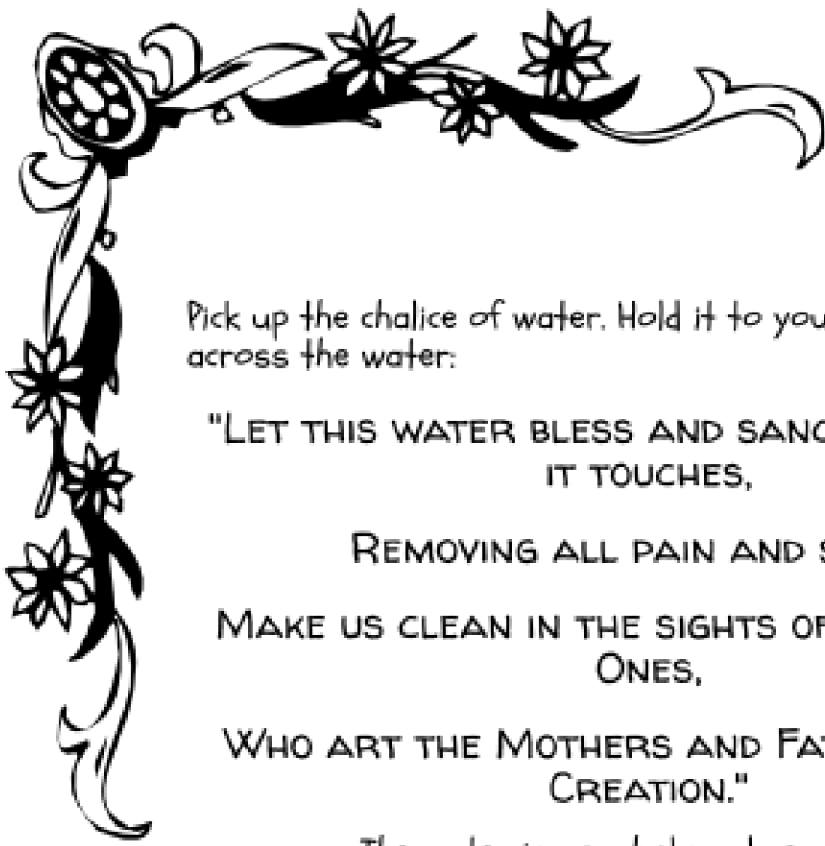 Pick up the chalice of water. Hold it to you
across the water:
"LET THIS WATER BLESS AND SANC
IT TOUCHES,
REMOVING ALL PAIN AND
MAKE US CLEAN IN THE SIGHTS OF
ONES,
WHO ART THE MOTHERS AND FA
CREATION."